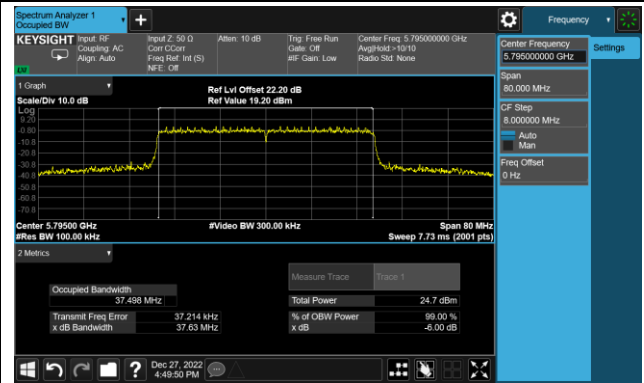 Spectrum Analyzer 1
Occupied BW
+
Frequency
KEYSIGHT
Input: RF
Coupling: AC
Align: Auto
Input Z: 50 Ω
Corr CCorr
Freq Ref: Int (S)
NFE: Off
Atten: 10 dB
Trig: Free Run
Gate: Off
#IF Gain: Low
Center Freq: 5.795000000 GHz
Avg|Hold:>10/10
Radio Std: None
Center Frequency
5.795000000 GHz
Settings
Span
80.000 MHz
CF Step
8.000000 MHz
Auto
Man
Freq Offset
0 Hz
1 Graph
Scale/Div 10.0 dB
Ref Lvl Offset 22.20 dB
Ref Value 19.20 dBm
Log
9.20
-0.80
-10.8
-20.8
-30.8
-40.8
-50.8
-60.8
-70.8
Center 5.79500 GHz
#Video BW 300.00 kHz
Span 80 MHz
#Res BW 100.00 kHz
Sweep 7.73 ms (2001 pts)
2 Metrics
Measure Trace
Trace 1
Occupied Bandwidth
37.498 MHz
Total Power
24.7 dBm
Transmit Freq Error
37.214 kHz
% of OBW Power
99.00 %
x dB Bandwidth
37.63 MHz
x dB
-6.00 dB
?
Dec 27, 2022
4:49:50 PM